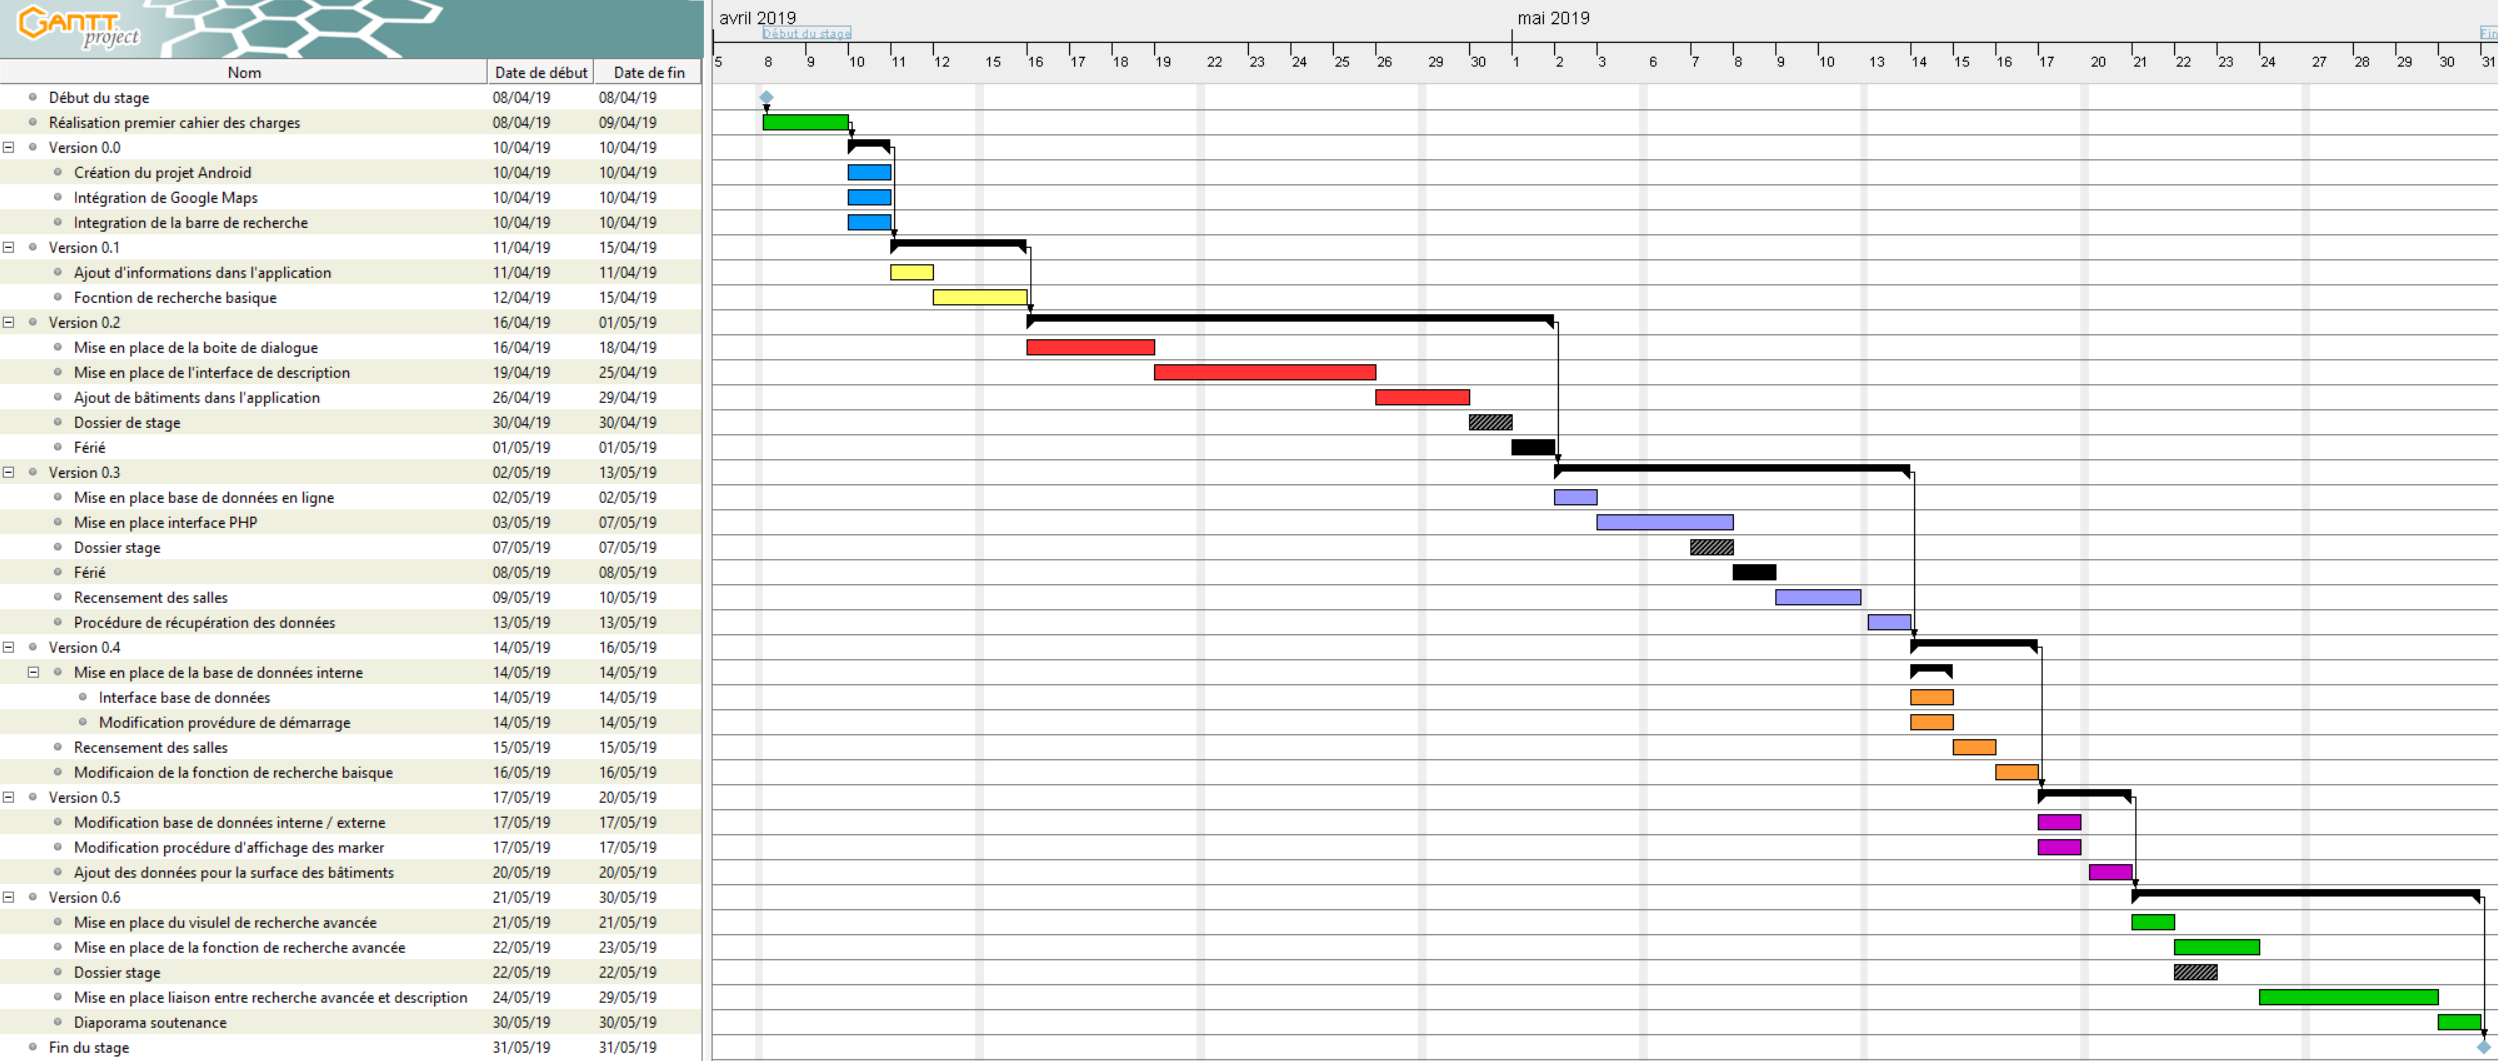 GANTT
project
avril 2019
mai 2019
Début du stage
Fin
5 8 9 10 11 12 15 16 17 18 19 22 23 24 25 26 29 30 1 2 3 6 7 8 9 10 13 14 15 16 17 20 21 22 23 24 27 28 29 30 31
Nom Date de début Date de fin
Début du stage 08/04/19 08/04/19
Réalisation premier cahier des charges 08/04/19 09/04/19
Version 0.0 10/04/19 10/04/19
Création du projet Android 10/04/19 10/04/19
Intégration de Google Maps 10/04/19 10/04/19
Integration de la barre de recherche 10/04/19 10/04/19
Version 0.1 11/04/19 15/04/19
Ajout d'informations dans l'application 11/04/19 11/04/19
Focntion de recherche basique 12/04/19 15/04/19
Version 0.2 16/04/19 01/05/19
Mise en place de la boite de dialogue 16/04/19 18/04/19
Mise en place de l'interface de description 19/04/19 25/04/19
Ajout de bâtiments dans l'application 26/04/19 29/04/19
Dossier de stage 30/04/19 30/04/19
Férié 01/05/19 01/05/19
Version 0.3 02/05/19 13/05/19
Mise en place base de données en ligne 02/05/19 02/05/19
Mise en place interface PHP 03/05/19 07/05/19
Dossier stage 07/05/19 07/05/19
Férié 08/05/19 08/05/19
Recensement des salles 09/05/19 10/05/19
Procédure de récupération des données 13/05/19 13/05/19
Version 0.4 14/05/19 16/05/19
Mise en place de la base de données interne 14/05/19 14/05/19
Interface base de données 14/05/19 14/05/19
Modification provédure de démarrage 14/05/19 14/05/19
Recensement des salles 15/05/19 15/05/19
Modificaion de la fonction de recherche baisque 16/05/19 16/05/19
Version 0.5 17/05/19 20/05/19
Modification base de données interne / externe 17/05/19 17/05/19
Modification procédure d'affichage des marker 17/05/19 17/05/19
Ajout des données pour la surface des bâtiments 20/05/19 20/05/19
Version 0.6 21/05/19 30/05/19
Mise en place du visulel de recherche avancée 21/05/19 21/05/19
Mise en place de la fonction de recherche avancée 22/05/19 23/05/19
Dossier stage 22/05/19 22/05/19
Mise en place liaison entre recherche avancée et description 24/05/19 29/05/19
Diaporama soutenance 30/05/19 30/05/19
Fin du stage 31/05/19 31/05/19